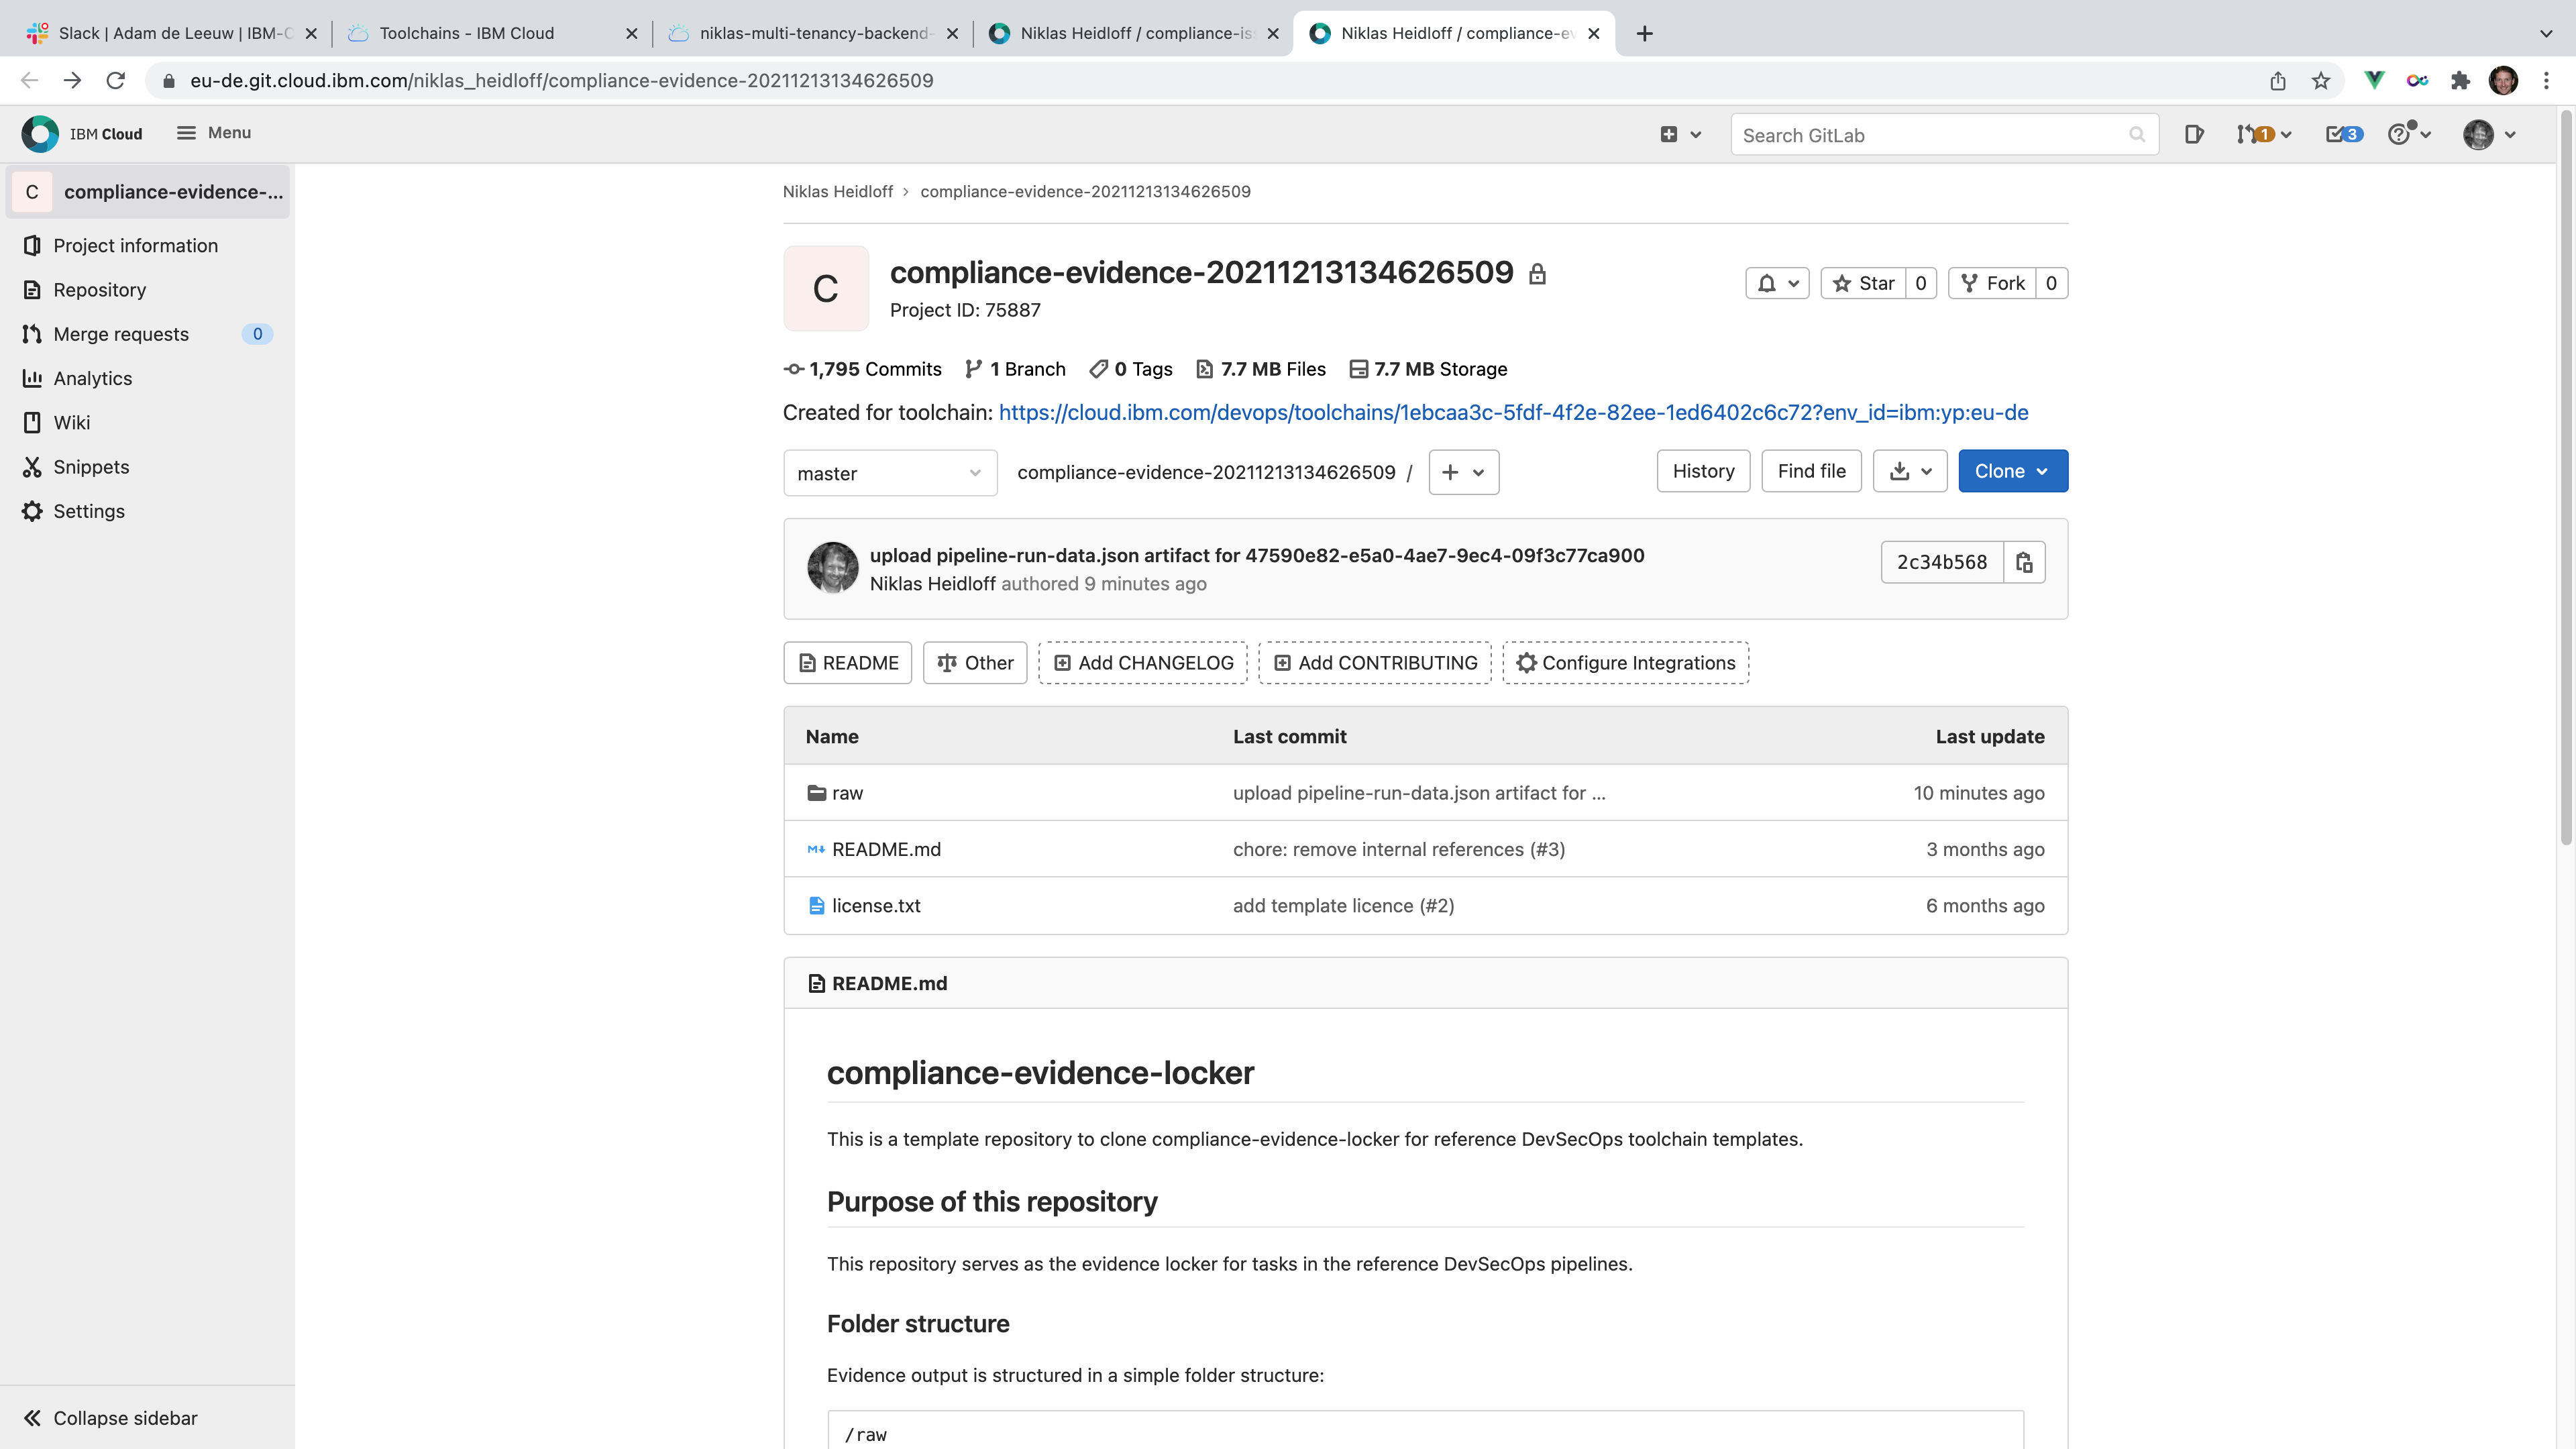 Slack | Adam de Leeuw | IBM-C
Toolchains - IBM Cloud
niklas-multi-tenancy-backend-
Niklas Heidloff / compliance-is
Niklas Heidloff / compliance-ev
eu-de.git.cloud.ibm.com/niklas_heidloff/compliance-evidence-20211213134626509
IBM Cloud
Menu
Search GitLab
1
3
C
compliance-evidence-...
Project information
Repository
Merge requests 0
Analytics
Wiki
Snippets
Settings
Collapse sidebar
Niklas Heidloff > compliance-evidence-20211213134626509
C
compliance-evidence-20211213134626509
Project ID: 75887
Star 0
Fork 0
1,795 Commits 1 Branch 0 Tags 7.7 MB Files 7.7 MB Storage
Created for toolchain: https://cloud.ibm.com/devops/toolchains/1ebcaa3c-5fdf-4f2e-82ee-1ed6402c6c72?env_id=ibm:yp:eu-de
master
compliance-evidence-20211213134626509 /
History
Find file
Clone
upload pipeline-run-data.json artifact for 47590e82-e5a0-4ae7-9ec4-09f3c77ca900
Niklas Heidloff authored 9 minutes ago
2c34b568
README
Other
Add CHANGELOG
Add CONTRIBUTING
Configure Integrations
Name Last commit Last update
raw upload pipeline-run-data.json artifact for ... 10 minutes ago
README.md chore: remove internal references (#3) 3 months ago
license.txt add template licence (#2) 6 months ago
README.md
compliance-evidence-locker
This is a template repository to clone compliance-evidence-locker for reference DevSecOps toolchain templates.
Purpose of this repository
This repository serves as the evidence locker for tasks in the reference DevSecOps pipelines.
Folder structure
Evidence output is structured in a simple folder structure:
/raw